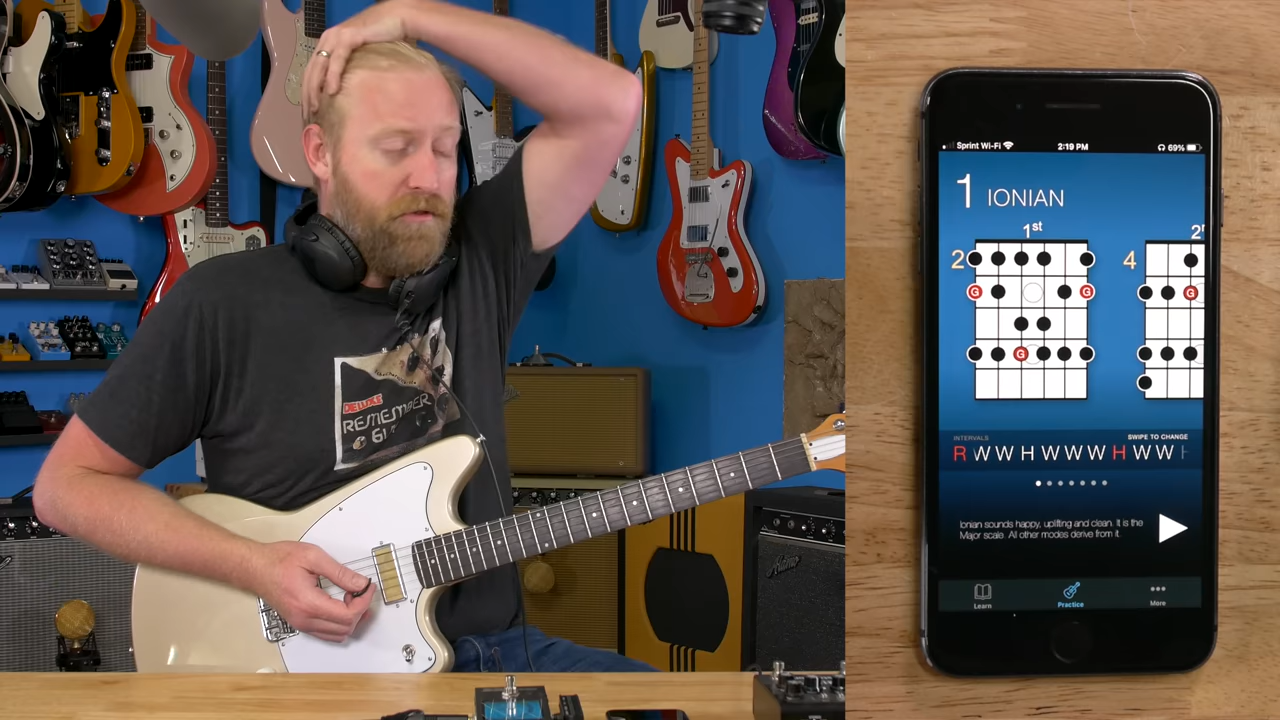 Sprint Wi-Fi 2:19 PM 69%
1 IONIAN
1st
2
G
G
G
4
G
INTERVALS SWIPE TO CHANGE
R W W H W W W H W W H
Ionian sounds happy, uplifting and clean. It is the
Major scale. All other modes derive from it.
Learn Practice More
DELUXE
REMEMBER
61
Alamo